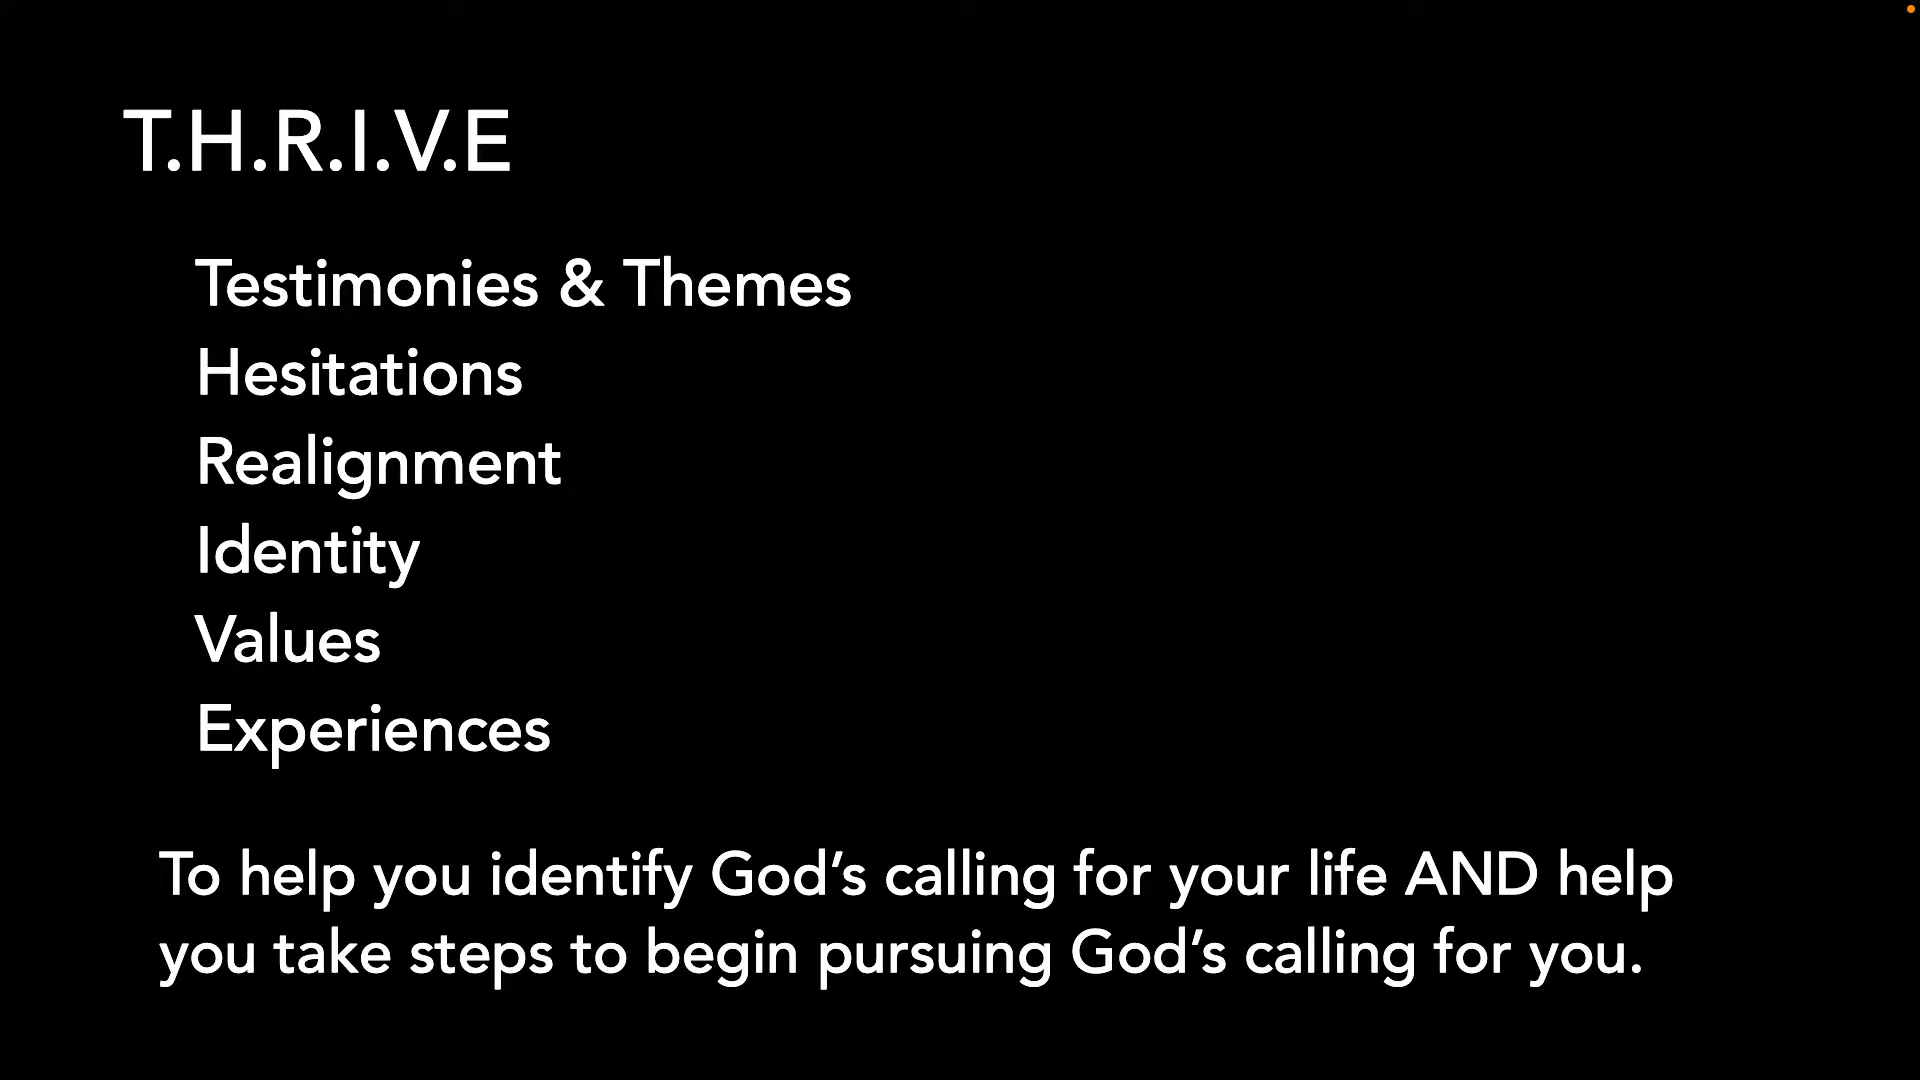 T.H.R.I.V.E
Testimonies & Themes
Hesitations
Realignment
Identity
Values
Experiences
To help you identify God’s calling for your life AND help
you take steps to begin pursuing God’s calling for you.